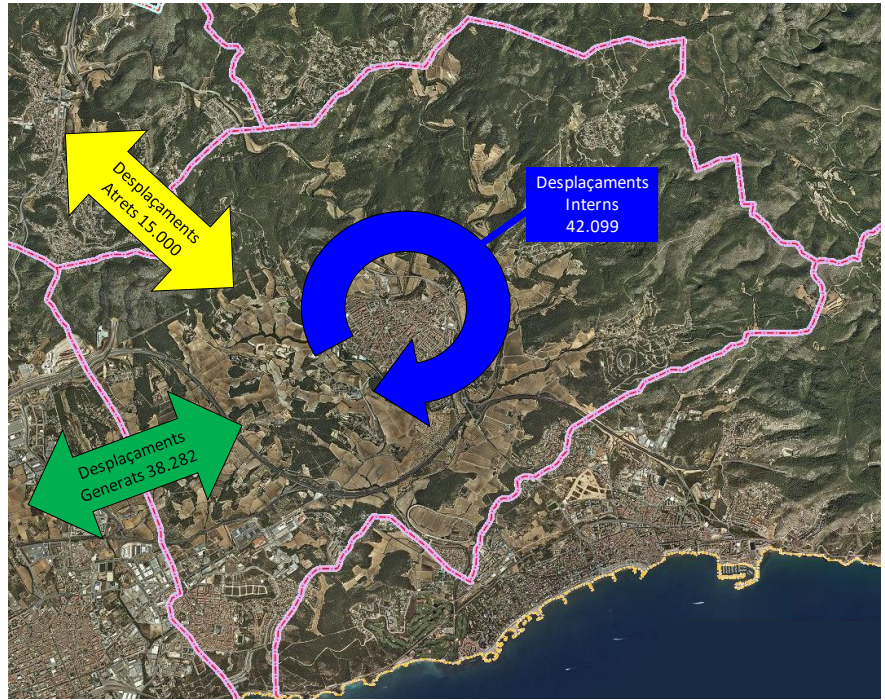 Desplaçaments
Atrets 15.000
Desplaçaments
Interns
42.099
Desplaçaments
Generats 38.282